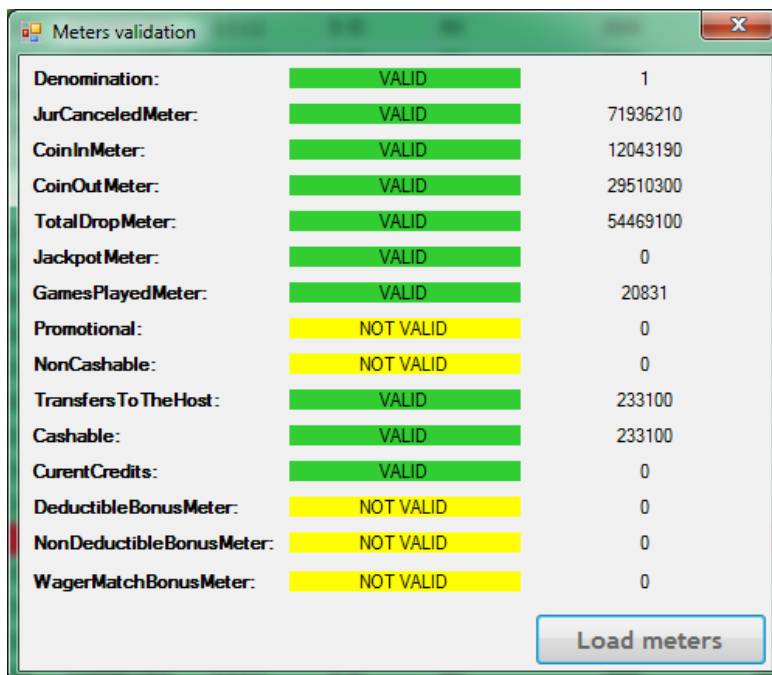 Meters validation
Denomination: VALID 1
JurCanceledMeter: VALID 71936210
CoinInMeter: VALID 12043190
CoinOutMeter: VALID 29510300
TotalDropMeter: VALID 54469100
JackpotMeter: VALID 0
GamesPlayedMeter: VALID 20831
Promotional: NOT VALID 0
NonCashable: NOT VALID 0
TransfersToTheHost: VALID 233100
Cashable: VALID 233100
CurentCredits: VALID 0
DeductibleBonusMeter: NOT VALID 0
NonDeductibleBonusMeter: NOT VALID 0
WagerMatchBonusMeter: NOT VALID 0
Load meters